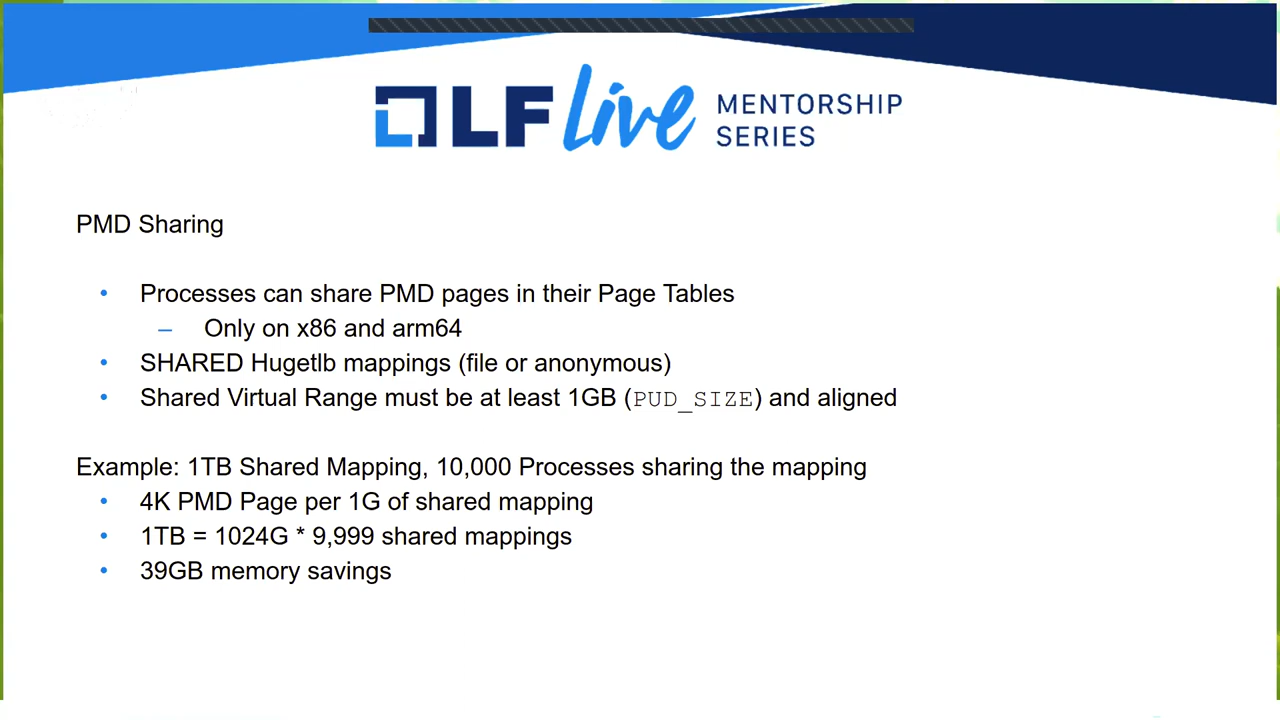 LF Live MENTORSHIP
SERIES
PMD Sharing
• Processes can share PMD pages in their Page Tables
– Only on x86 and arm64
• SHARED Hugetlb mappings (file or anonymous)
• Shared Virtual Range must be at least 1GB (PUD_SIZE) and aligned
Example: 1TB Shared Mapping, 10,000 Processes sharing the mapping
• 4K PMD Page per 1G of shared mapping
• 1TB = 1024G * 9,999 shared mappings
• 39GB memory savings